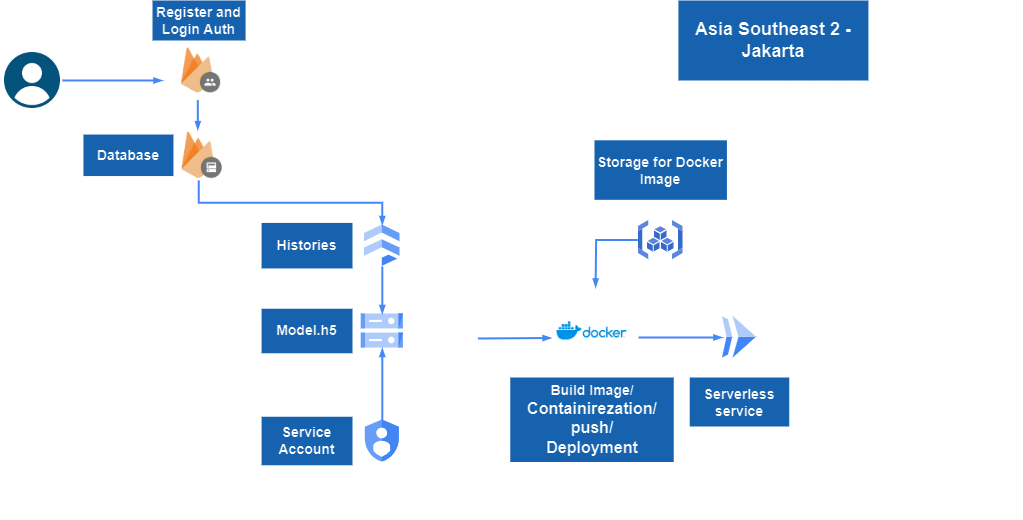 Register and
Login Auth
Asia Southeast 2 -
Jakarta
Database
Storage for Docker
Image
Histories
Model.h5
docker
Build Image/
Containirezation/
push/
Deployment
Serverless
service
Service
Account